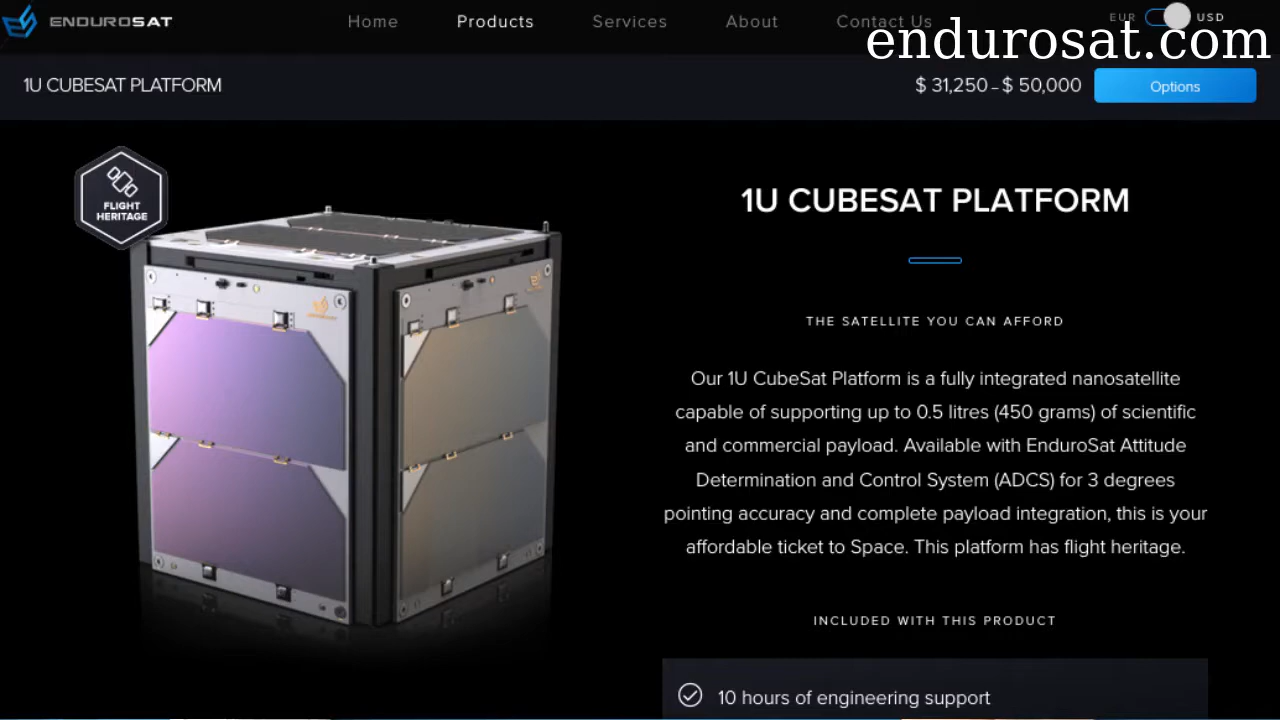 ENDUROSAT Home Products Services About Contact Us EUR USD
endurosat.com
1U CUBESAT PLATFORM $ 31,250 – $ 50,000 Options
FLIGHT
HERITAGE
1U CUBESAT PLATFORM
THE SATELLITE YOU CAN AFFORD
Our 1U CubeSat Platform is a fully integrated nanosatellite
capable of supporting up to 0.5 litres (450 grams) of scientific
and commercial payload. Available with EnduroSat Attitude
Determination and Control System (ADCS) for 3 degrees
pointing accuracy and complete payload integration, this is your
affordable ticket to Space. This platform has flight heritage.
INCLUDED WITH THIS PRODUCT
10 hours of engineering support